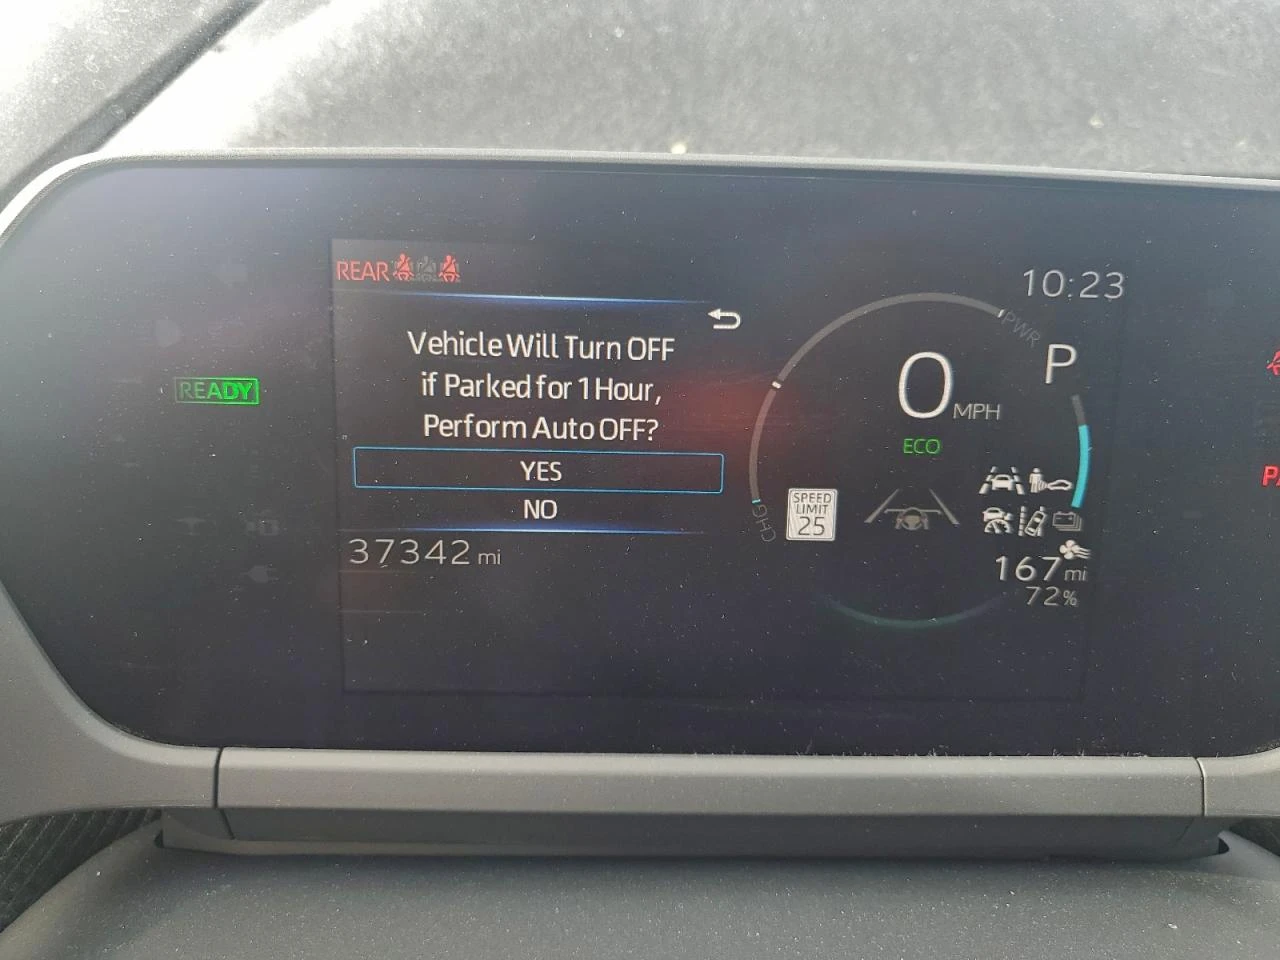 REAR
10:23
Vehicle Will Turn OFF
if Parked for 1 Hour,
Perform Auto OFF?
YES
NO
37342 mi
READY
PWR
P
0 MPH
ECO
CHG
SPEED
LIMIT
25
167 mi
72%